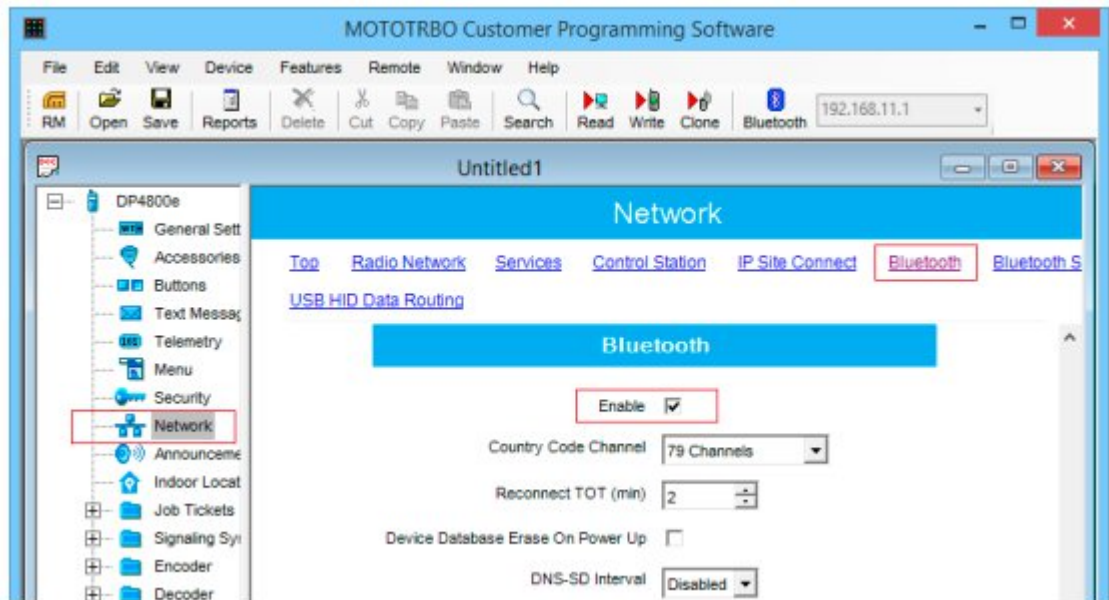 MOTOTRBO Customer Programming Software
File Edit View Device Features Remote Window Help
RM Open Save Reports Delete Cut Copy Paste Search Read Write Clone Bluetooth 192.168.11.1
Untitled1
DP4800e
General Sett
Accessories
Buttons
Text Messag
Telemetry
Menu
Security
Network
Announceme
Indoor Locat
Job Tickets
Signaling Sys
Encoder
Decoder
Network
Top Radio Network Services Control Station IP Site Connect Bluetooth Bluetooth S
USB HID Data Routing
Bluetooth
Enable
Country Code Channel 79 Channels
Reconnect TOT (min) 2
Device Database Erase On Power Up
DNS-SD Interval Disabled